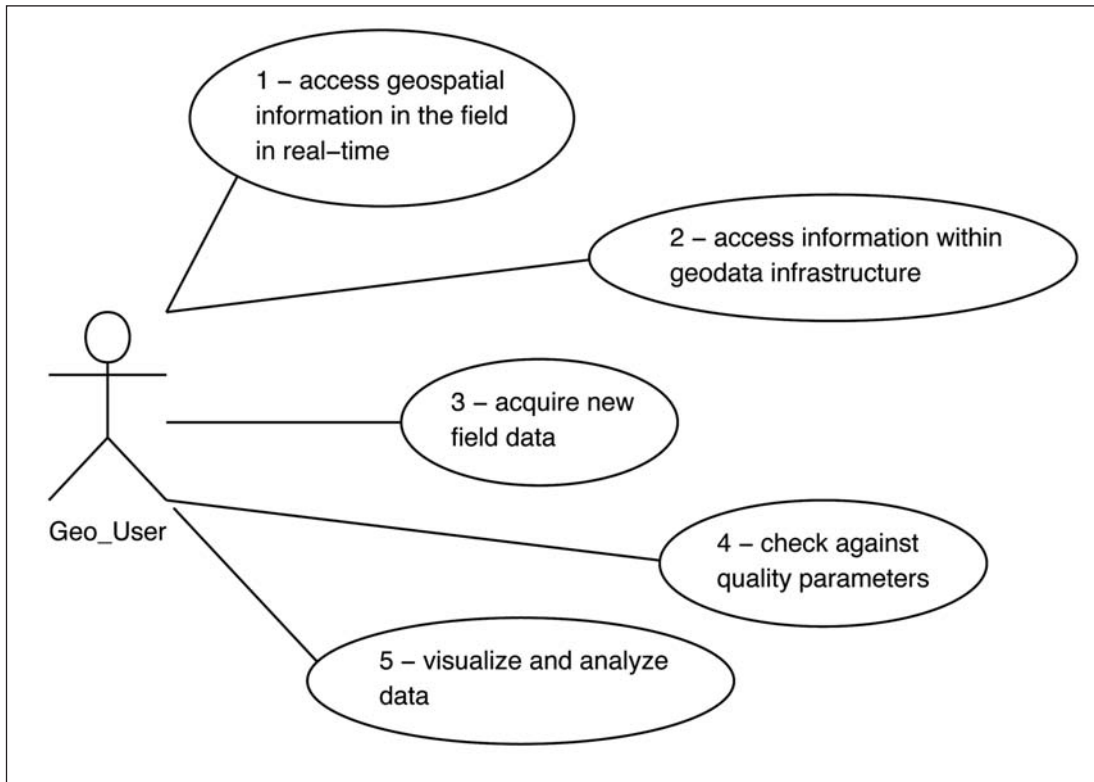 1 – access geospatial
information in the field
in real–time
2 – access information within
geodata infrastructure
3 – acquire new
field data
Geo_User
4 – check against
quality parameters
5 – visualize and analyze
data